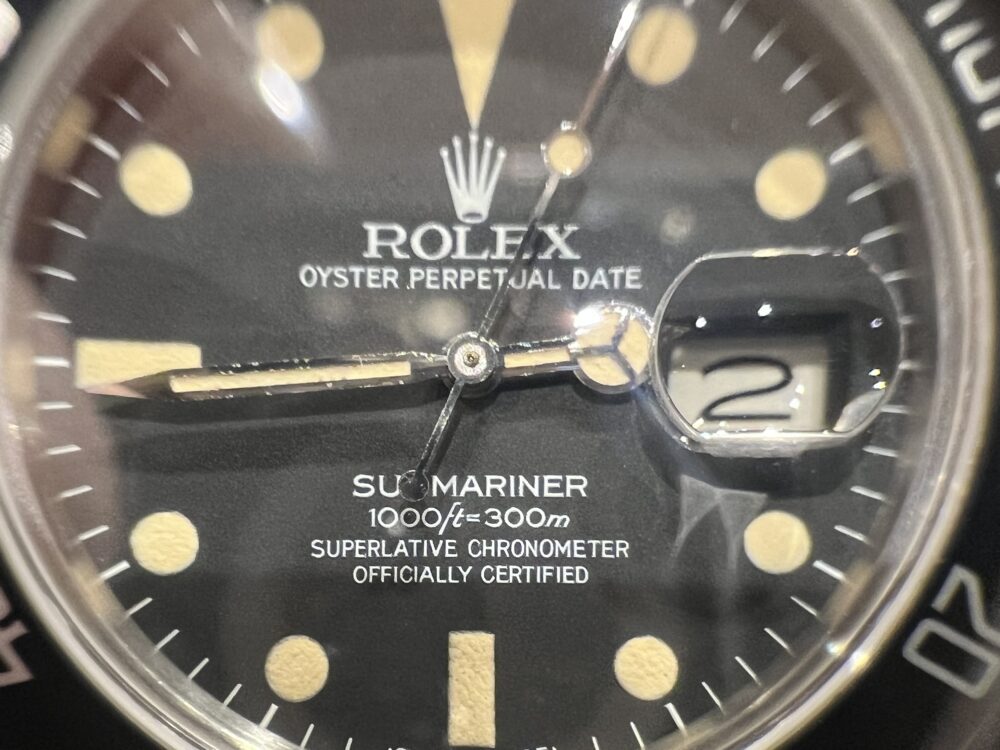 ROLEX
OYSTER PERPETUAL DATE
2
SUBMARINER
1000ft=300m
SUPERLATIVE CHRONOMETER
OFFICIALLY CERTIFIED
20